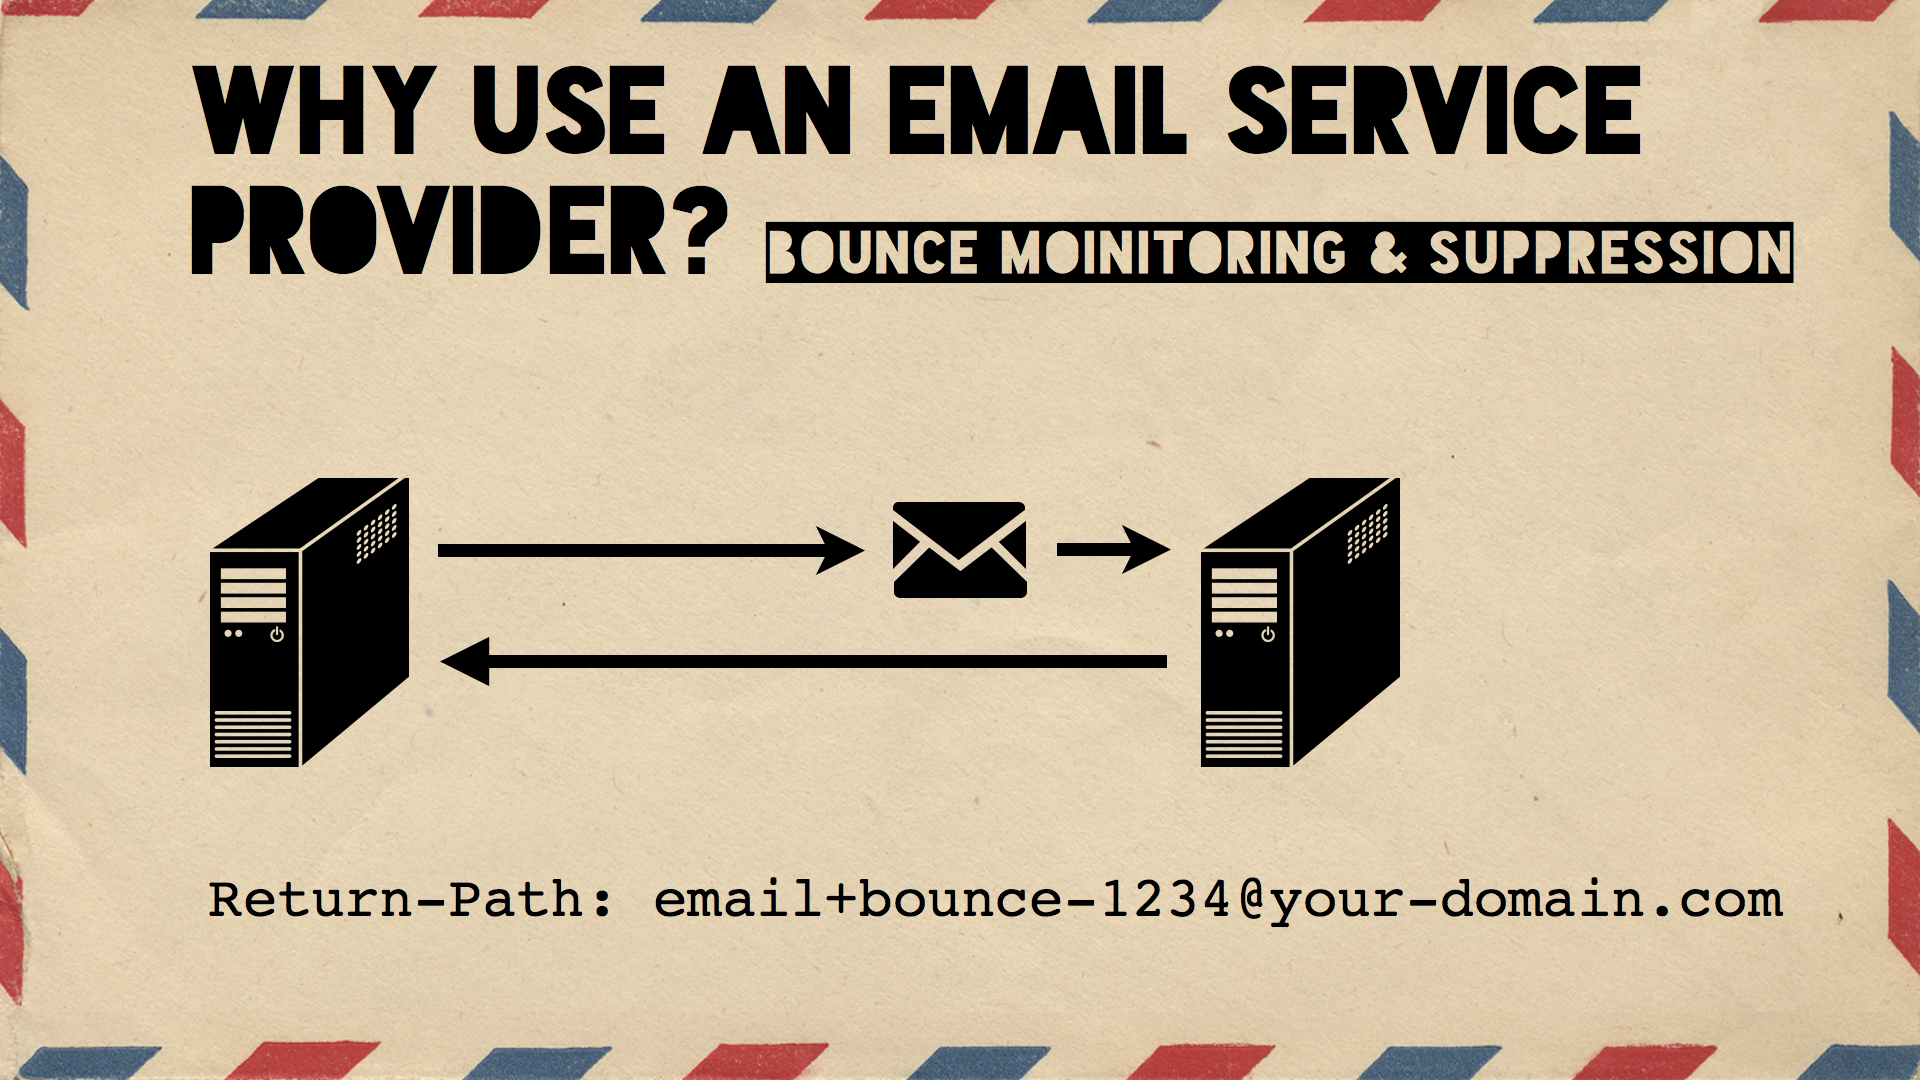 WHY USE AN EMAIL SERVICE
PROVIDER? BOUNCE MOINITORING & SUPPRESSION
Return-Path: email+bounce-1234@your-domain.com